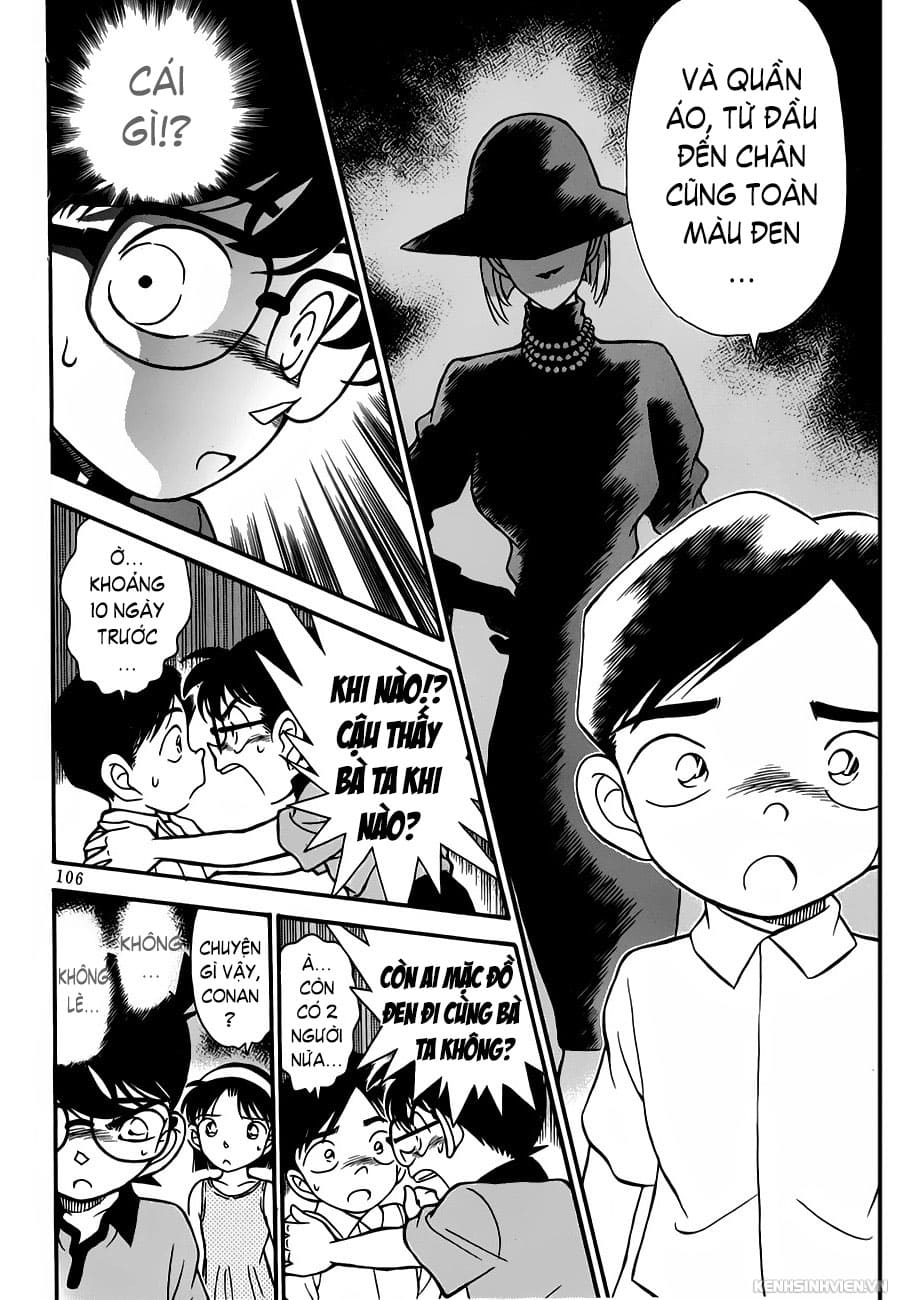 VÀ QUẦN
ÁO, TỪ ĐẦU
ĐẾN CHÂN
CŨNG TOÀN
MÀU ĐEN
...
CÁI
GÌ!?
KHI NÀO!?
CẬU THẤY
BÀ TA KHI
NÀO?
Ở...
KHOẢNG
10 NGÀY
TRƯỚC
...
106
CÒN AI MẶC ĐỒ
ĐEN ĐI CÙNG BÀ
TA KHÔNG?
À...
CÒN
CÓ 2
NGƯỜI
NỮA...
CHUYỆN
GÌ VẬY,
CONAN
?
KHÔNG
...
KHÔNG
LẼ...
KENHSINHVIEN.VN